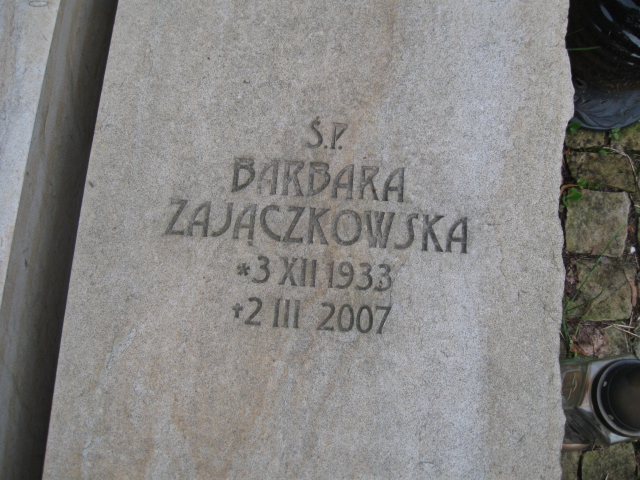 Ś.P.
BARBARA
ZAJĄCZKOWSKA
*3 XII 1933
+2 III 2007